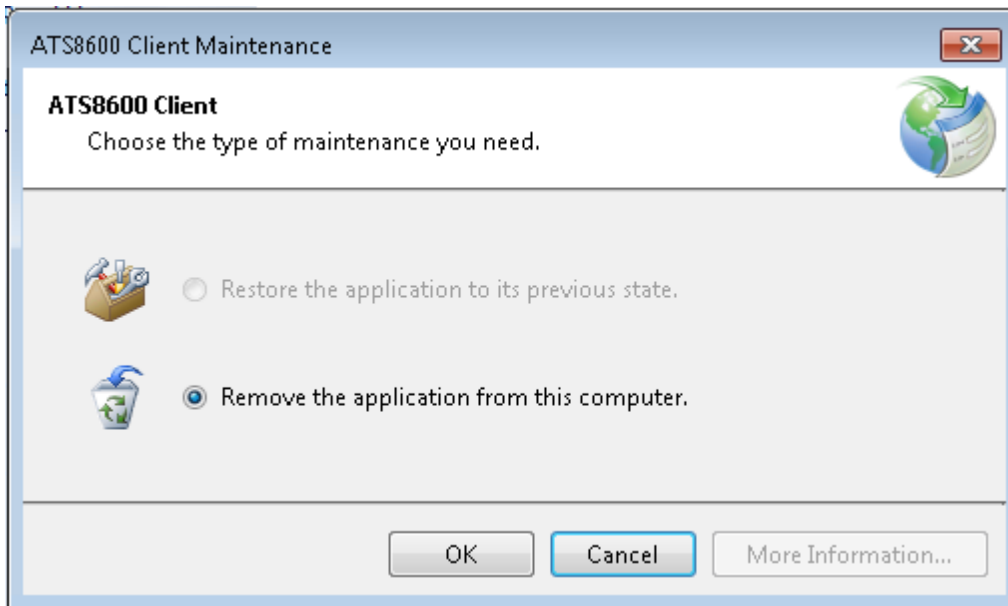 ATS8600 Client Maintenance
ATS8600 Client
Choose the type of maintenance you need.
Restore the application to its previous state.
Remove the application from this computer.
OK
Cancel
More Information...